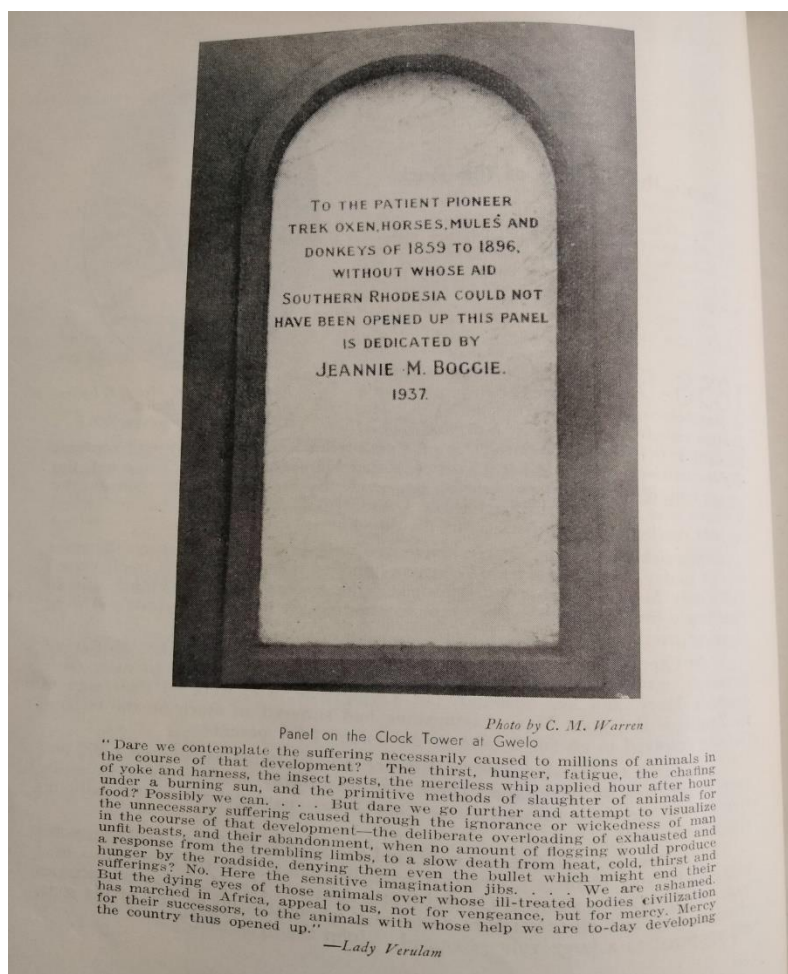 TO THE PATIENT PIONEER
TREK OXEN, HORSES, MULES AND
DONKEYS OF 1859 TO 1896,
WITHOUT WHOSE AID
SOUTHERN RHODESIA COULD NOT
HAVE BEEN OPENED UP THIS PANEL
IS DEDICATED BY
JEANNIE M. BOGGIE.
1937.
Photo by C. M. Warren
Panel on the Clock Tower at Gwelo
"Dare we contemplate the suffering necessarily caused to millions of animals in
the course of that development? The thirst, hunger, fatigue, the chafing
of yoke and harness, the insect pests, the merciless whip applied hour after hour
under a burning sun, and the primitive methods of slaughter of animals for
food? Possibly we can. . . . But dare we go further and attempt to visualize
the unnecessary suffering caused through the ignorance or wickedness of man
in the course of that development—the deliberate overloading of exhausted and
unfit beasts, and their abandonment, when no amount of flogging would produce
a response from the trembling limbs, to a slow death from heat, cold, thirst and
hunger by the roadside, denying them even the bullet which might end their
sufferings? No. Here the sensitive imagination jibs. . . . We are ashamed.
But the dying eyes of those animals over whose ill-treated bodies civilization
has marched in Africa, appeal to us, not for vengeance, but for mercy. Mercy
for their successors, to the animals with whose help we are to-day developing
the country thus opened up."
—Lady Verulam